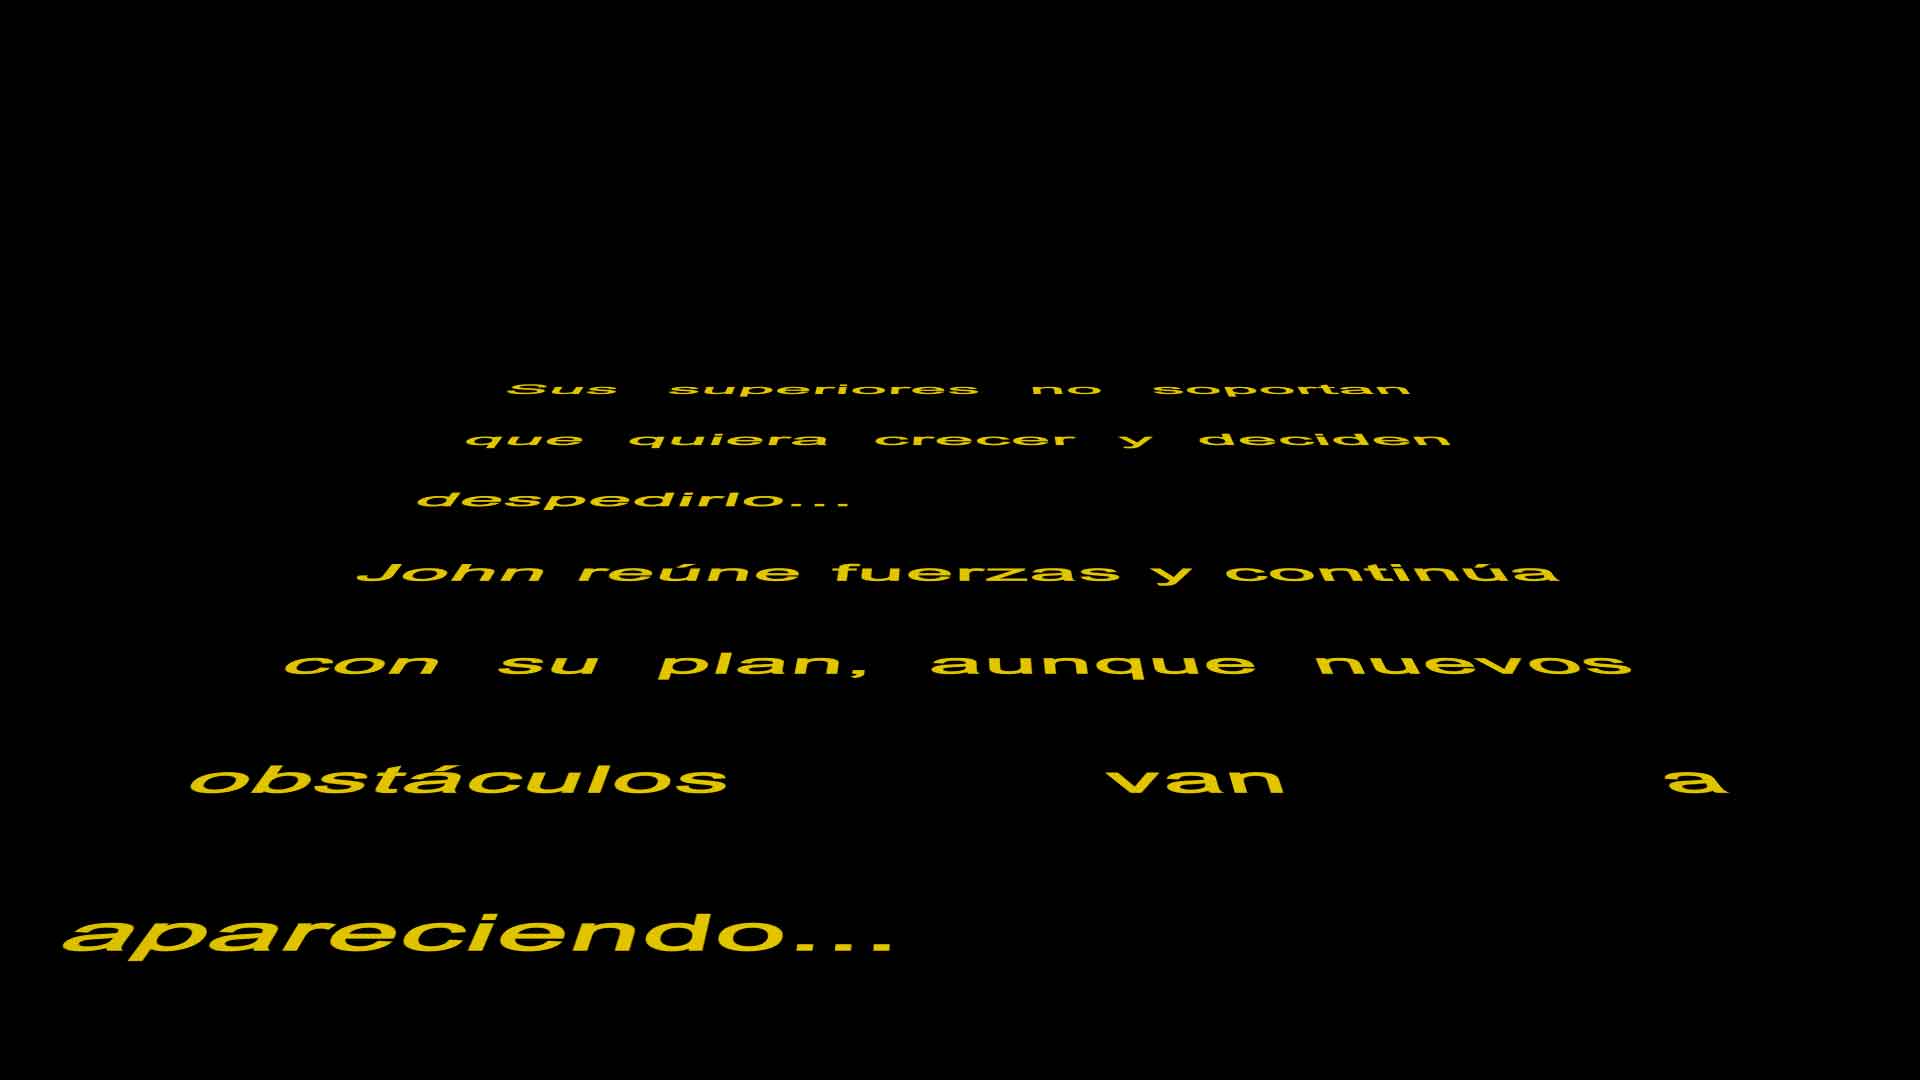 Sus superiores no soportan
que quiera crecer y deciden
despedirlo...
John reúne fuerzas y continúa
con su plan, aunque nuevos
obstáculos van a
apareciendo...